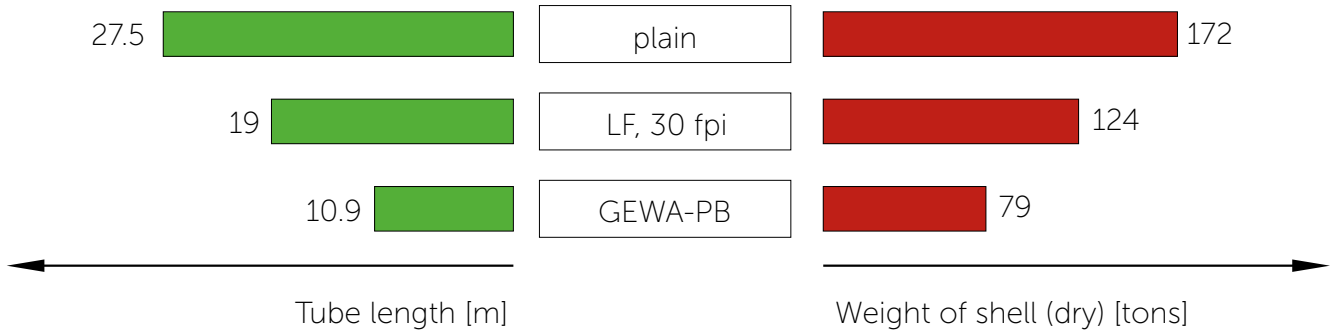 27.5 plain 172
19 LF, 30 fpi 124
10.9 GEWA-PB 79
Tube length [m] Weight of shell (dry) [tons]